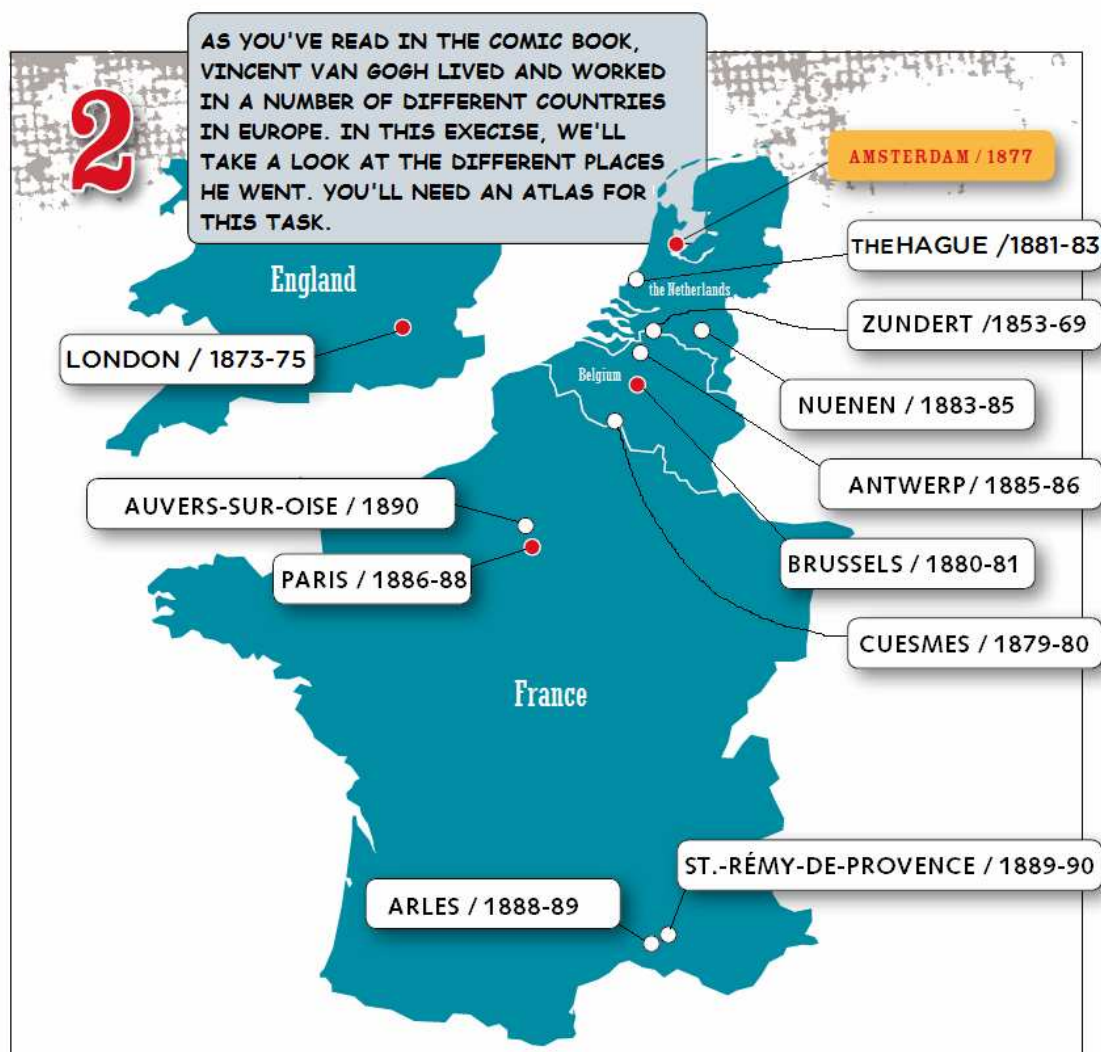 2
AS YOU'VE READ IN THE COMIC BOOK,
VINCENT VAN GOGH LIVED AND WORKED
IN A NUMBER OF DIFFERENT COUNTRIES
IN EUROPE. IN THIS EXECISE, WE'LL
TAKE A LOOK AT THE DIFFERENT PLACES
HE WENT. YOU'LL NEED AN ATLAS FOR
THIS TASK.
AMSTERDAM / 1877
THE HAGUE /1881-83
England
the Netherlands
ZUNDERT /1853-69
LONDON / 1873-75
Belgium
NUENEN / 1883-85
ANTWERP / 1885-86
AUVERS-SUR-OISE / 1890
BRUSSELS / 1880-81
PARIS / 1886-88
CUESMES / 1879-80
France
ST.-RÉMY-DE-PROVENCE / 1889-90
ARLES / 1888-89